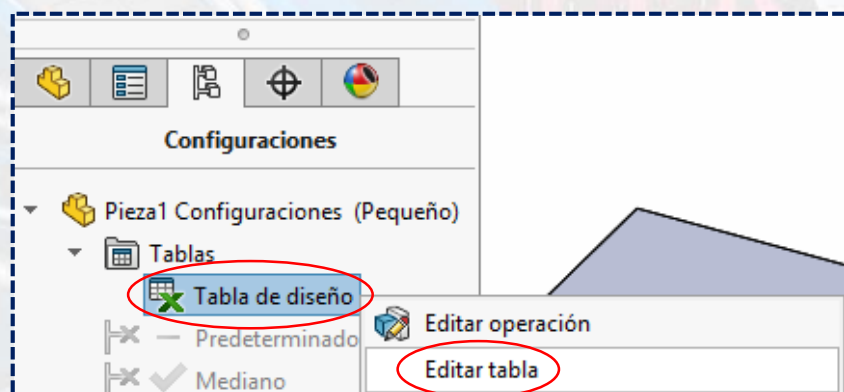 Configuraciones
Pieza1 Configuraciones (Pequeño)
Tablas
Tabla de diseño
Editar operación
Predeterminado
Editar tabla
Mediano